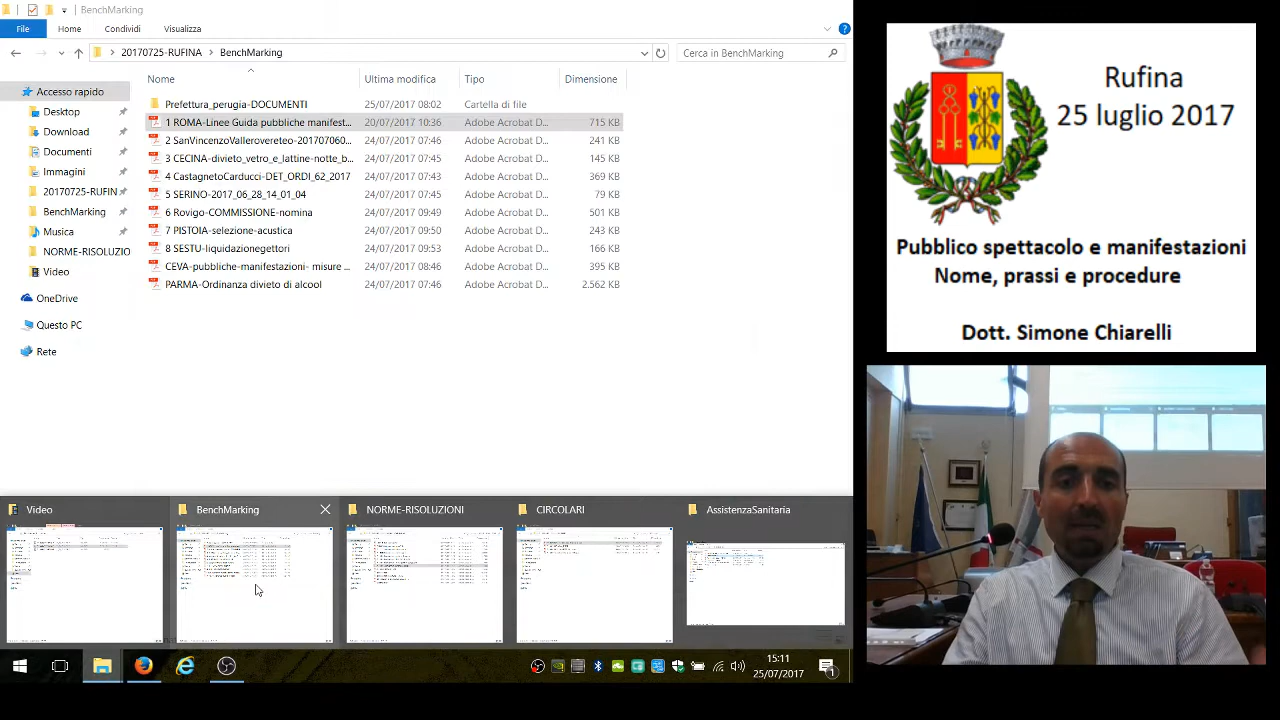 BenchMarking
File Home Condividi Visualizza
20170725-RUFINA BenchMarking Cerca in BenchMarking
Nome Ultima modifica Tipo Dimensione
Accesso rapido
Desktop
Download
Documenti
Immagini
20170725-RUFIN
BenchMarking
Musica
NORME-RISOLUZIO
Video
OneDrive
Questo PC
Rete
Prefettura_perugia-DOCUMENTI 25/07/2017 08:02 Cartella di file
1 ROMA-Linee Guida pubbliche manifest... 20/07/2017 10:36 Adobe Acrobat D... 715 KB
2 SanVincenzoVallerevereteo-201707060... 24/07/2017 07:46 Adobe Acrobat D... 241 KB
3 CECINA-divieto_vetro_e_lattine-notte_b... 24/07/2017 07:45 Adobe Acrobat D... 145 KB
4 CastagnetoCarducci-DET_ORDI_62_2017 24/07/2017 07:43 Adobe Acrobat D... 369 KB
5 SERINO-2017_06_28_14_01_04 24/07/2017 07:45 Adobe Acrobat D... 79 KB
6 Rovigo-COMMISSIONE-nomina 24/07/2017 09:49 Adobe Acrobat D... 501 KB
7 PISTOIA-selezione-acustica 24/07/2017 09:50 Adobe Acrobat D... 243 KB
8 SESTU-liquidazionegettori 24/07/2017 09:53 Adobe Acrobat D... 166 KB
CEVA-pubbliche-manifestazioni- misure ... 24/07/2017 08:46 Adobe Acrobat D... 395 KB
PARMA-Ordinanza divieto di alcool 24/07/2017 07:46 Adobe Acrobat D... 2.562 KB
Video BenchMarking NORME-RISOLUZIONI CIRCOLARI AssistenzaSanitaria
15:11
25/07/2017
1
Rufina
25 luglio 2017
Pubblico spettacolo e manifestazioni
Nome, prassi e procedure
Dott. Simone Chiarelli